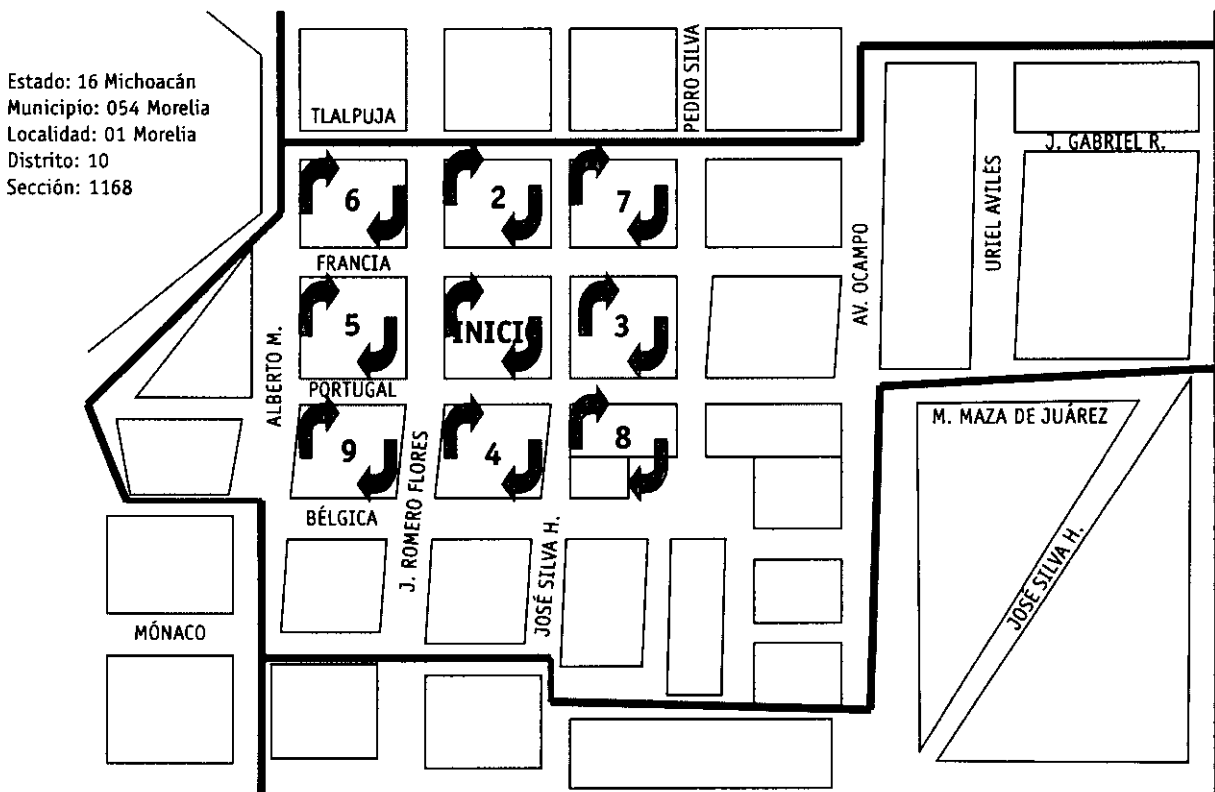 Estado: 16 Michoacán
Municipio: 054 Morelia
Localidad: 01 Morelia
Distrito: 10
Sección: 1168
TLALPUJA
PEDRO SILVA
J. GABRIEL R.
6
2
7
URIEL AVILÉS
FRANCIA
AV. OCAMPO
5
INICIO
3
ALBERTO M.
PORTUGAL
M. MAZA DE JUÁREZ
9
4
8
J. ROMERO FLORES
BÉLGICA
JOSÉ SILVA H.
JOSÉ SILVA H.
MÓNACO